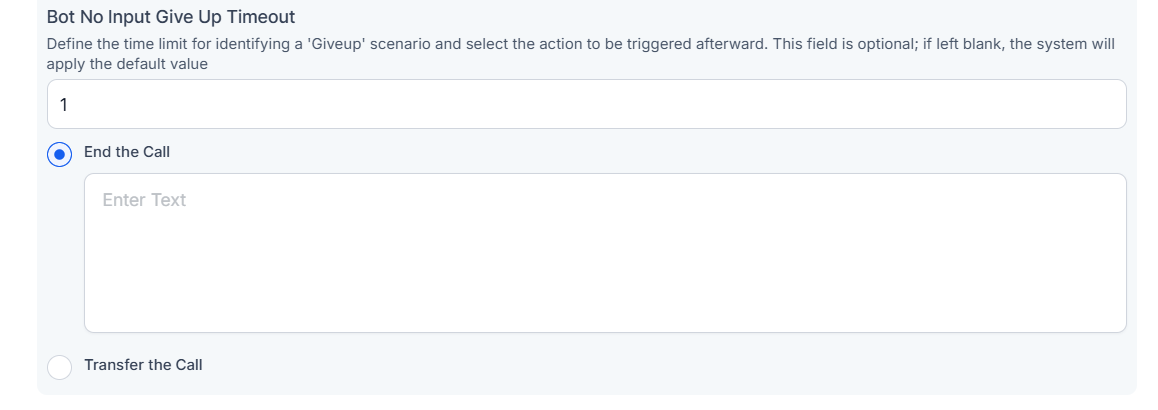 Bot No Input Give Up Timeout
Define the time limit for identifying a 'Giveup' scenario and select the action to be triggered afterward. This field is optional; if left blank, the system will
apply the default value
1
End the Call
Enter Text
Transfer the Call